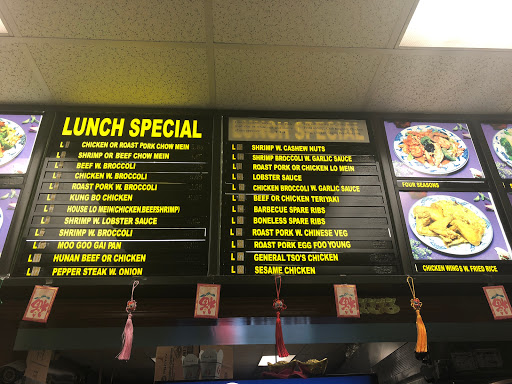 LUNCH SPECIAL
L CHICKEN OR ROAST PORK CHOW MEIN
L SHRIMP OR BEEF CHOW MEIN
L BEEF W. BROCCOLI
L CHICKEN W. BROCCOLI
L ROAST PORK W. BROCCOLI
L KUNG BO CHICKEN
L HOUSE LO MEIN(CHICKEN,BEEF,SHRIMP)
L SHRIMP W. LOBSTER SAUCE
L SHRIMP W. BROCCOLI
L MOO GOO GAI PAN
L HUNAN BEEF OR CHICKEN
L PEPPER STEAK W. ONION
LUNCH SPECIAL
L SHRIMP W. CASHEW NUTS
L SHRIMP BROCCOLI W. GARLIC SAUCE
L ROAST PORK OR CHICKEN LO MEIN
L LOBSTER SAUCE
L CHICKEN BROCCOLI W. GARLIC SAUCE
L BEEF OR CHICKEN TERIYAKI
L BARBECUE SPARE RIBS
L BONELESS SPARE RIBS
L ROAST PORK W. CHINESE VEG
L ROAST PORK EGG FOO YOUNG
L GENERAL TSO'S CHICKEN
L SESAME CHICKEN
FOUR SEASONS
CHICKEN WINGS W. FRIED RICE